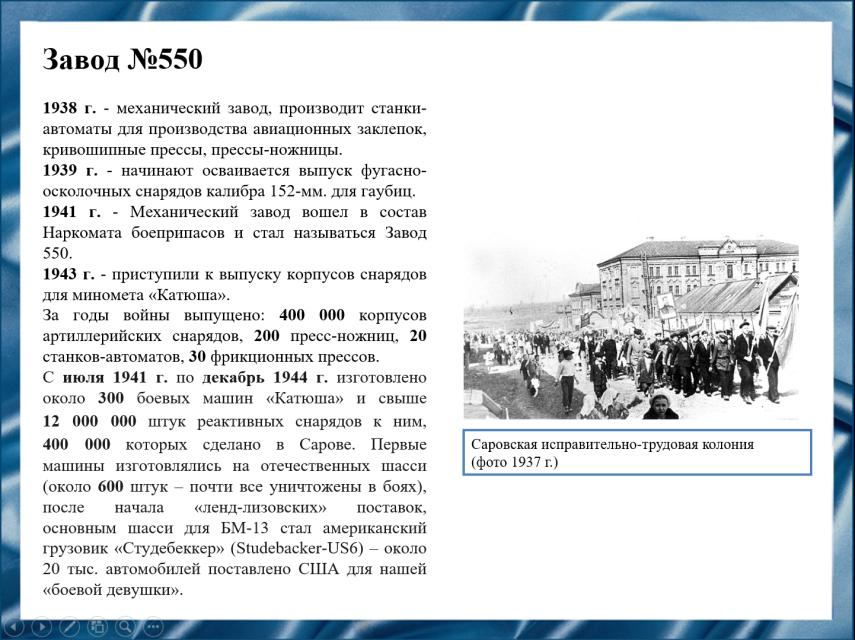 Завод №550
1938 г. - механический завод, производит станки-
автоматы для производства авиационных заклепок,
кривошипные прессы, прессы-ножницы.
1939 г. - начинают осваивается выпуск фугасно-
осколочных снарядов калибра 152-мм. для гаубиц.
1941 г. - Механический завод вошел в состав
Наркомата боеприпасов и стал называться Завод
550.
1943 г. - приступили к выпуску корпусов снарядов
для миномета «Катюша».
За годы войны выпущено: 400 000 корпусов
артиллерийских снарядов, 200 пресс-ножниц, 20
станков-автоматов, 30 фрикционных прессов.
С июля 1941 г. по декабрь 1944 г. изготовлено
около 300 боевых машин «Катюша» и свыше
12 000 000 штук реактивных снарядов к ним,
400 000 которых сделано в Сарове. Первые
машины изготовлялись на отечественных шасси
(около 600 штук – почти все уничтожены в боях),
после начала «ленд-лизовских» поставок,
основным шасси для БМ-13 стал американский
грузовик «Студебеккер» (Studebacker-US6) – около
20 тыс. автомобилей поставлено США для нашей
«боевой девушки».
Саровская исправительно-трудовая колония
(фото 1937 г.)